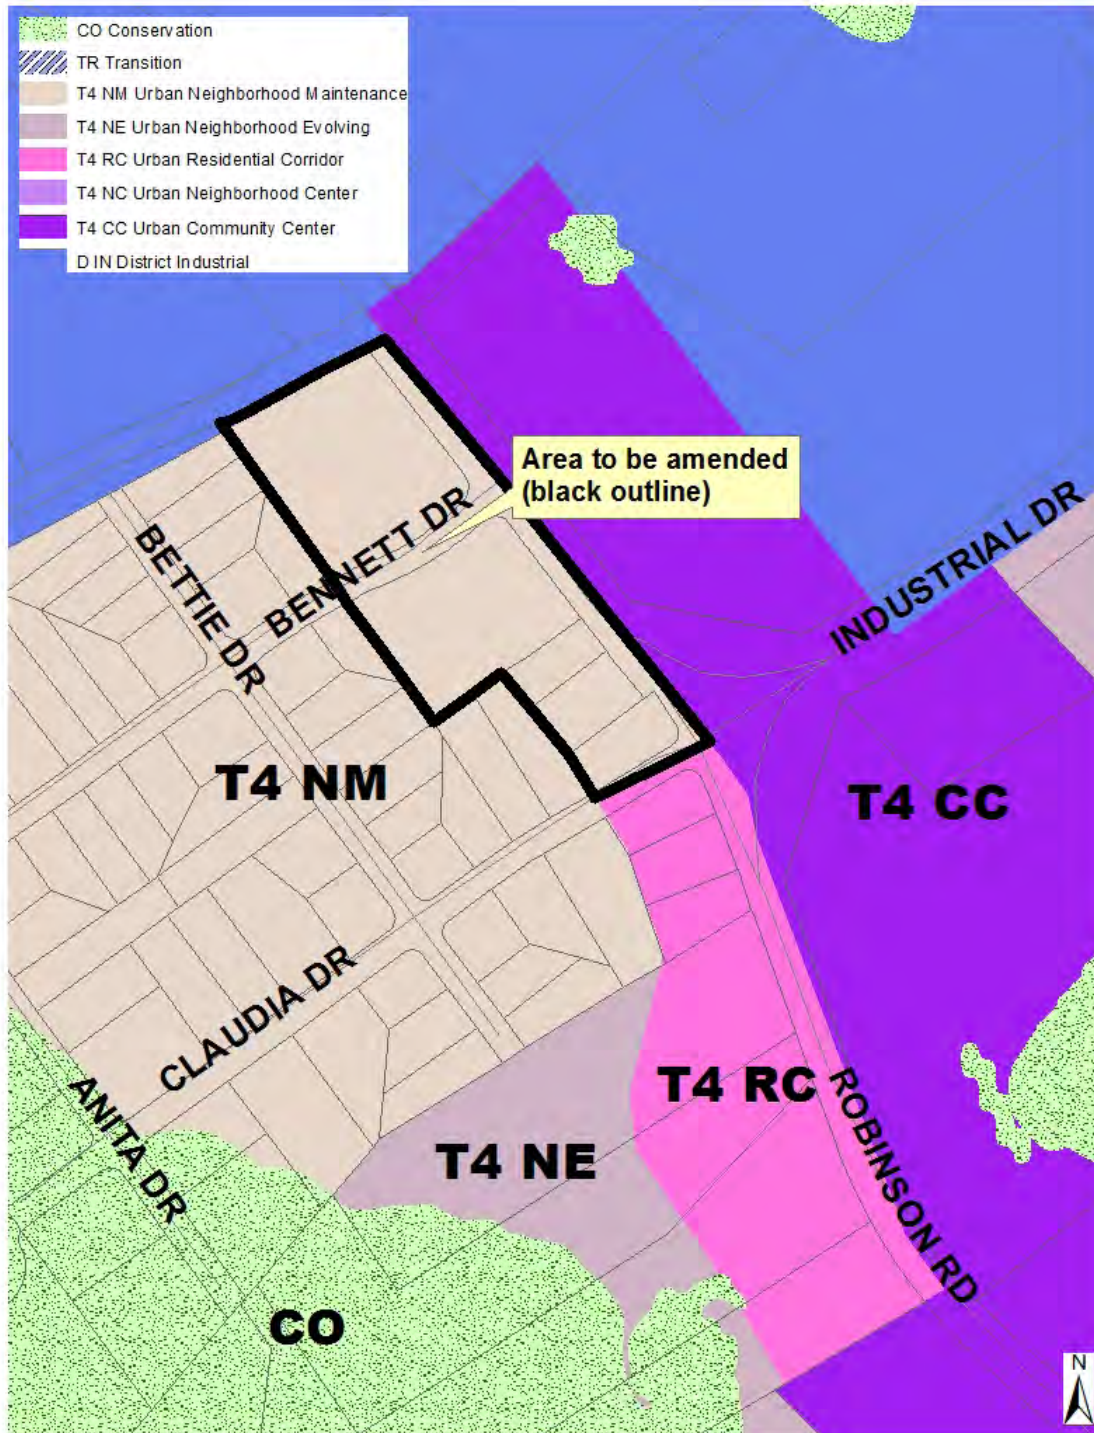 CO Conservation
TR Transition
T4 NM Urban Neighborhood Maintenance
T4 NE Urban Neighborhood Evolving
T4 RC Urban Residential Corridor
T4 NC Urban Neighborhood Center
T4 CC Urban Community Center
D IN District Industrial
Area to be amended
(black outline)
BENNETT DR
BETTIE DR
INDUSTRIAL DR
T4 NM
T4 CC
CLAUDIA DR
ANITA DR
T4 RC
ROBINSON RD
T4 NE
CO
N